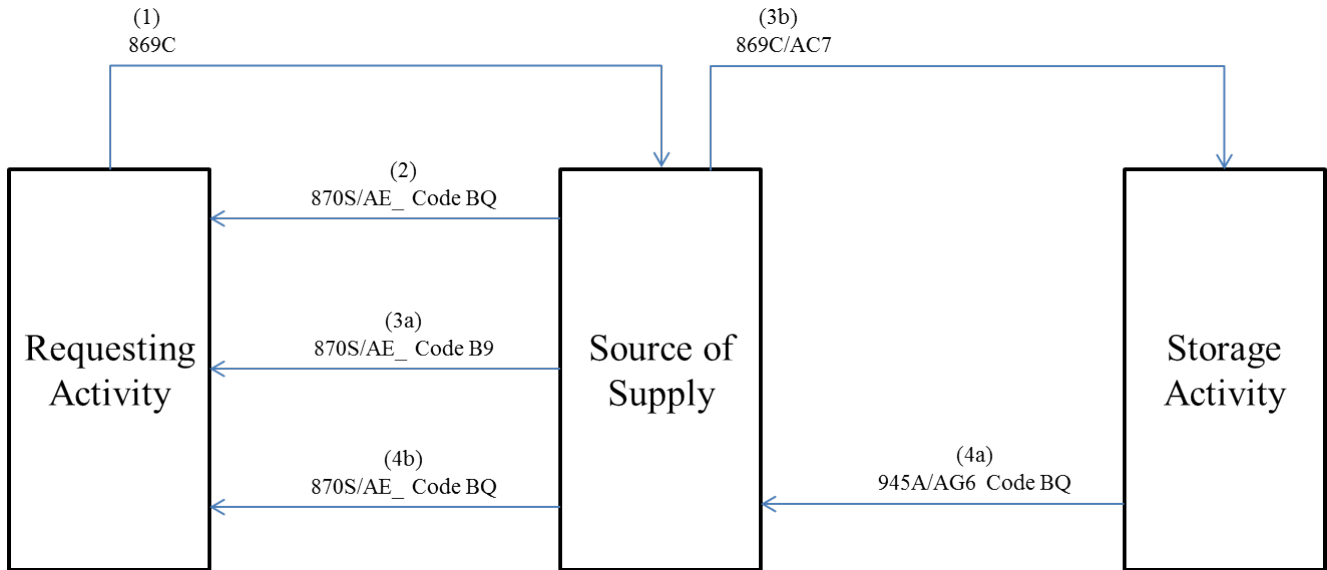 (1)
869C
(3b)
869C/AC7
(2)
870S/AE_ Code BQ
(3a)
870S/AE_ Code B9
Requesting
Activity
Source of
Supply
Storage
Activity
(4b)
870S/AE_ Code BQ
(4a)
945A/AG6 Code BQ